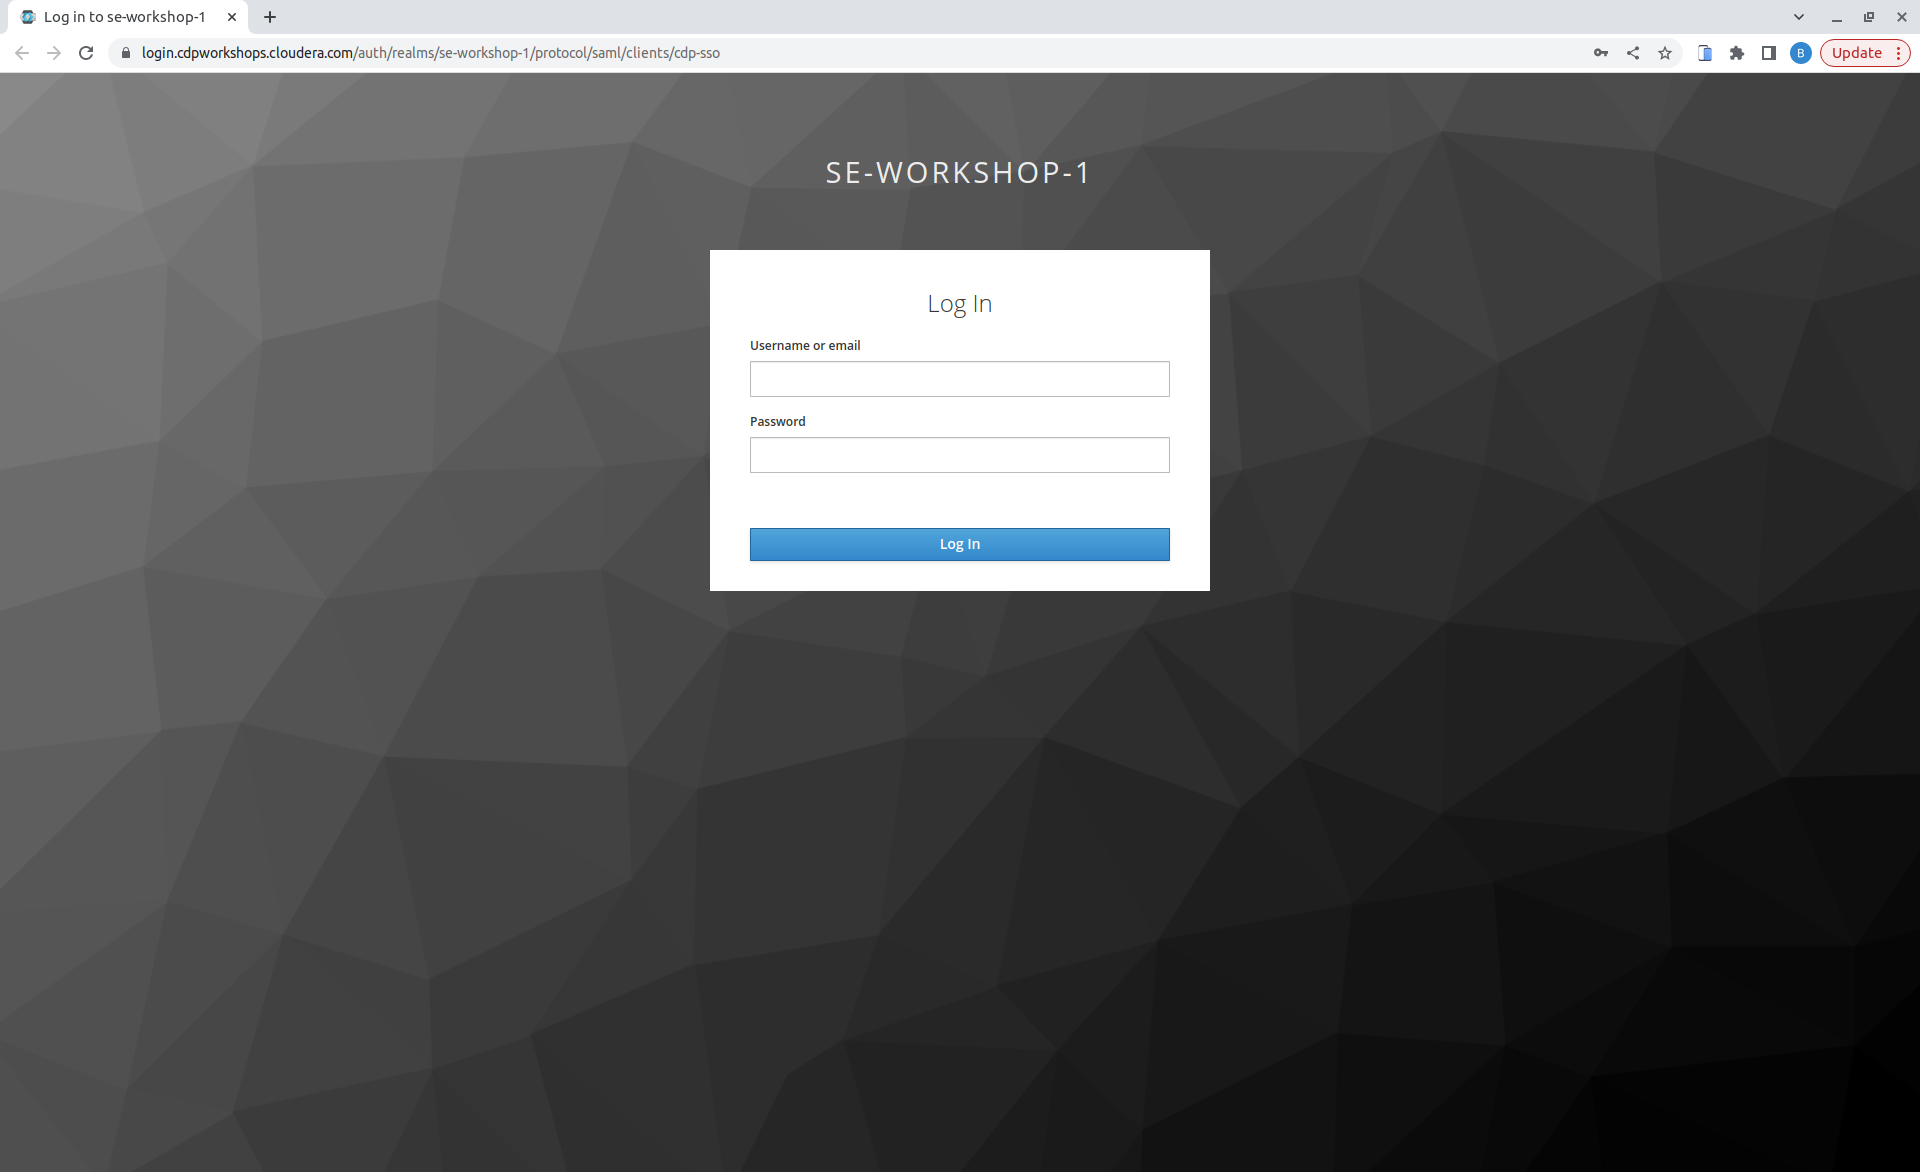 Log in to se-workshop-1
login.cdpworkshops.cloudera.com/auth/realms/se-workshop-1/protocol/saml/clients/cdp-sso
B
Update
SE-WORKSHOP-1
Log In
Username or email
Password
Log In